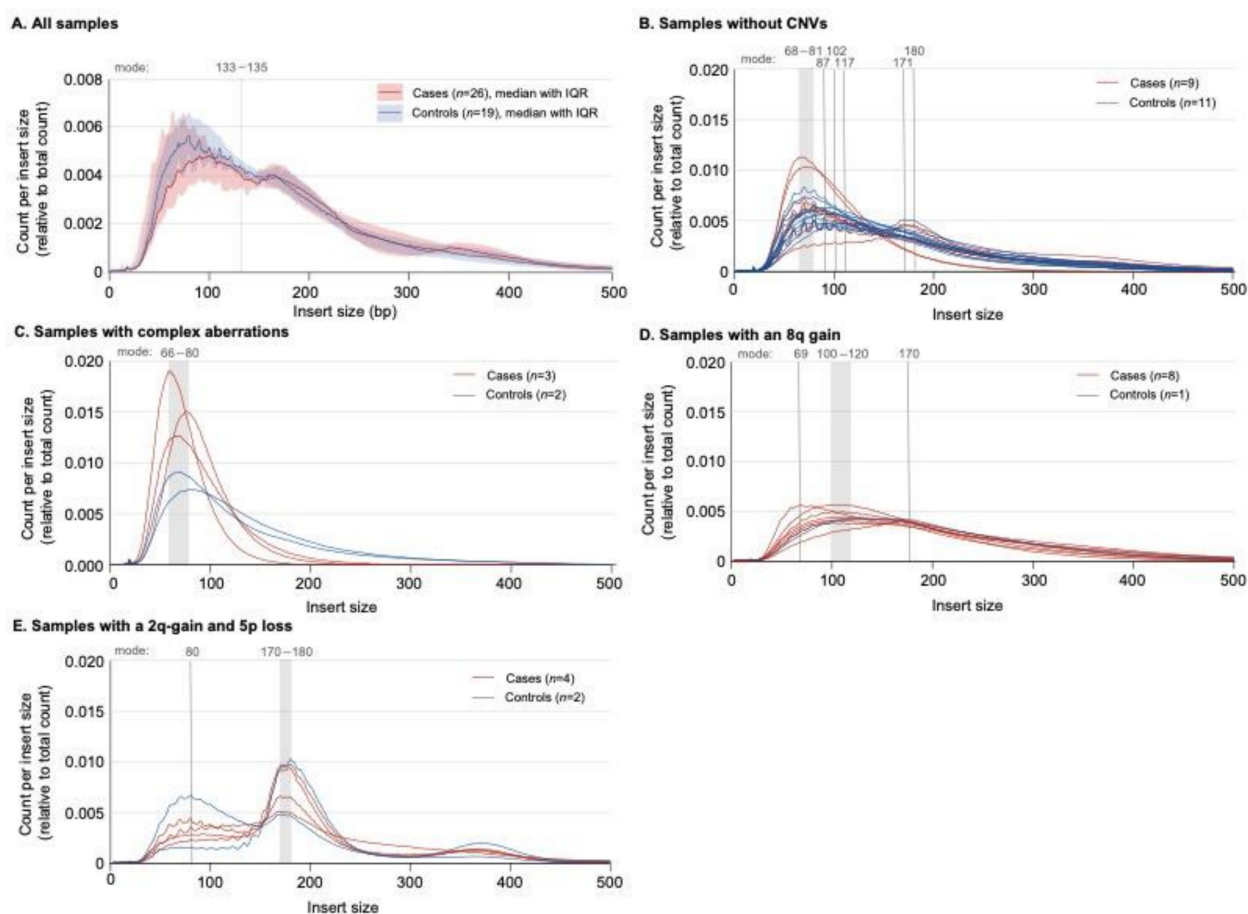 A. All samples
mode: 133–135
0.008
0.006
0.004
0.002
0
Count per insert size
(relative to total count)
Cases (n=26), median with IQR
Controls (n=19), median with IQR
0 100 200 300 400 500
Insert size (bp)
B. Samples without CNVs
68–81 102 180
mode: 87 117 171
0.020
0.015
0.010
0.005
0
Count per insert size
(relative to total count)
Cases (n=9)
Controls (n=11)
0 100 200 300 400 500
Insert size
C. Samples with complex aberrations
mode: 66–80
0.020
0.015
0.010
0.005
0.000
Count per insert size
(relative to total count)
Cases (n=3)
Controls (n=2)
0 100 200 300 400 500
Insert size
D. Samples with an 8q gain
mode: 69 100–120 170
0.020
0.015
0.010
0.005
0
Count per insert size
(relative to total count)
Cases (n=8)
Controls (n=1)
0 100 200 300 400 500
Insert size
E. Samples with a 2q-gain and 5p loss
mode: 80 170–180
0.020
0.015
0.010
0.005
0
Count per insert size
(relative to total count)
Cases (n=4)
Controls (n=2)
0 100 200 300 400 500
Insert size